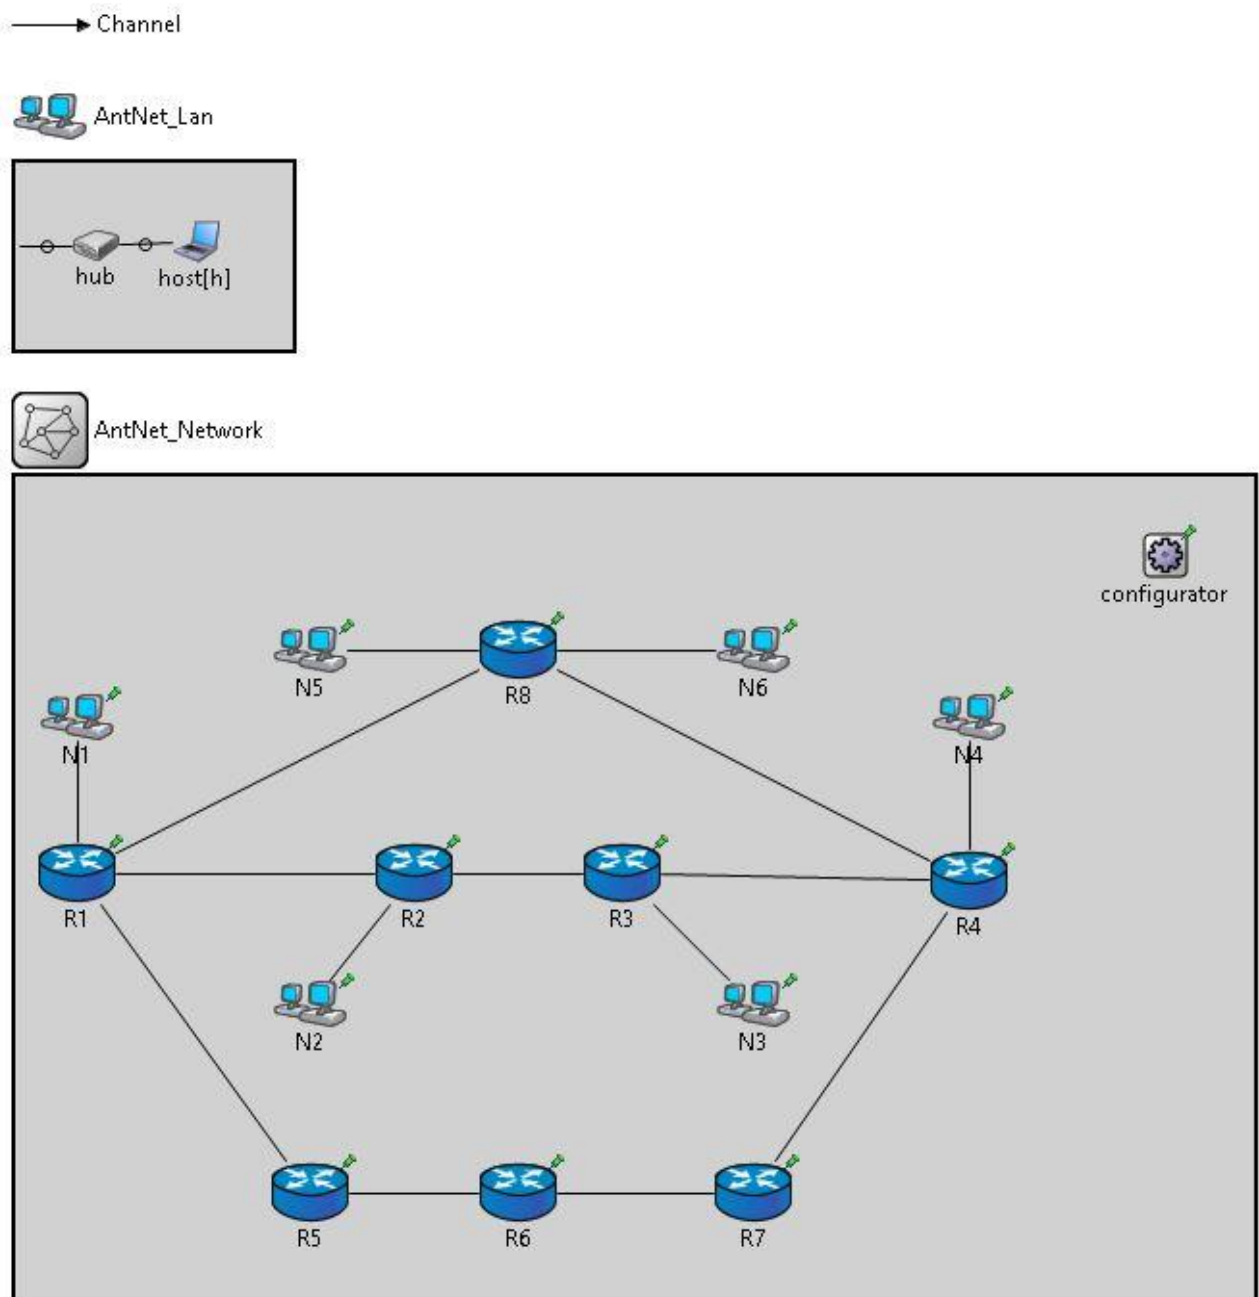 Channel
AntNet_Lan
hub host[h]
AntNet_Network
configurator
N5 R8 N6
N1 N4
R1 R2 R3 R4
N2 N3
R5 R6 R7